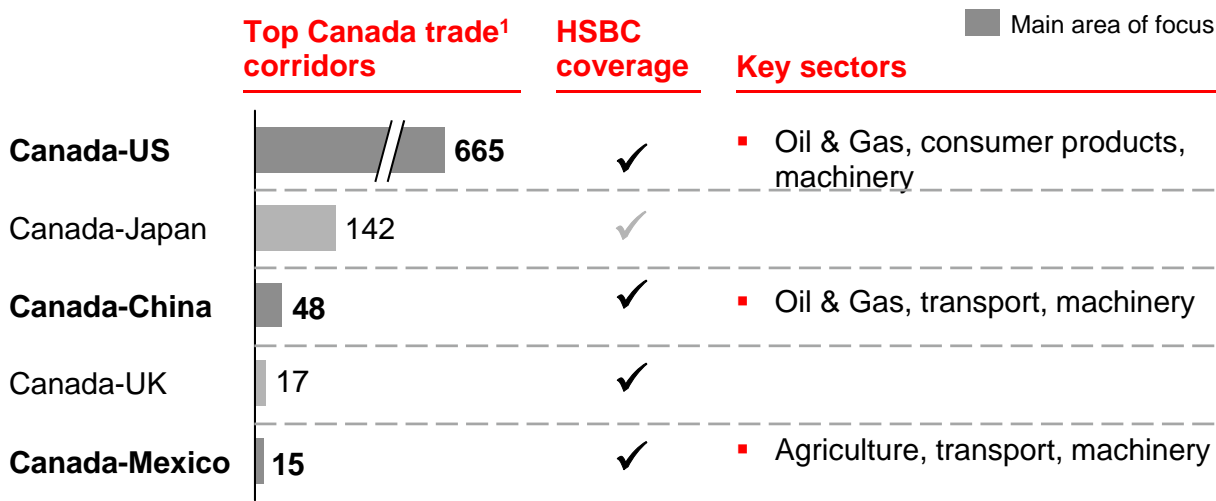 Top Canada trade¹ corridors
HSBC coverage
Key sectors
Main area of focus
Canada-US
665
✓
▪ Oil & Gas, consumer products,
machinery
Canada-Japan
142
✓
Canada-China
48
✓
▪ Oil & Gas, transport, machinery
Canada-UK
17
✓
Canada-Mexico
15
✓
▪ Agriculture, transport, machinery